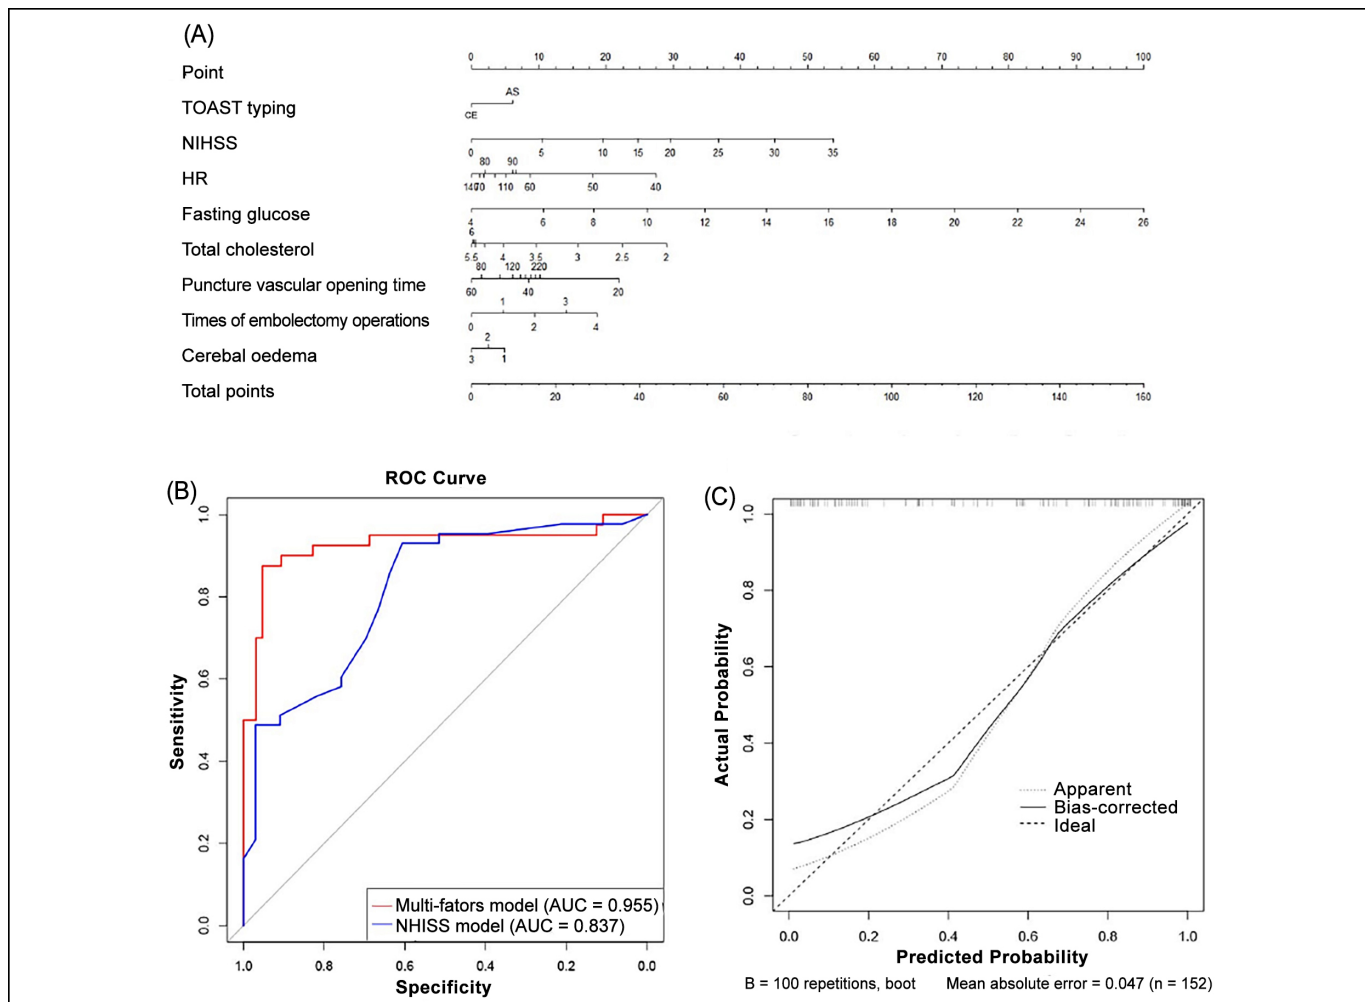 (A)
0 10 20 30 40 50 60 70 80 90 100
Point
AS
TOAST typing
CE
NIHSS
0 5 10 15 20 25 30 35
80 90
HR
140 70 110 60 50 40
Fasting glucose
4 6 8 10 12 14 16 18 20 22 24 26
6
Total cholesterol
5.5 4 3.5 3 2.5 2
80 120 220
Puncture vascular opening time
60 40 20
1 3
Times of embolectomy operations
0 2 4
2
Cerebal oedema
3 1
Total points
0 20 40 60 80 100 120 140 160
(B)
ROC Curve
1.0
0.8
0.6
0.4
0.2
0.0
Sensitivity
Multi-fators model (AUC = 0.955)
NHISS model (AUC = 0.837)
1.0 0.8 0.6 0.4 0.2 0.0
Specificity
(C)
1.0
0.8
0.6
0.4
0.2
0.0
Actual Probability
Apparent
Bias-corrected
Ideal
0.0 0.2 0.4 0.6 0.8 1.0
Predicted Probability
B = 100 repetitions, boot Mean absolute error = 0.047 (n = 152)